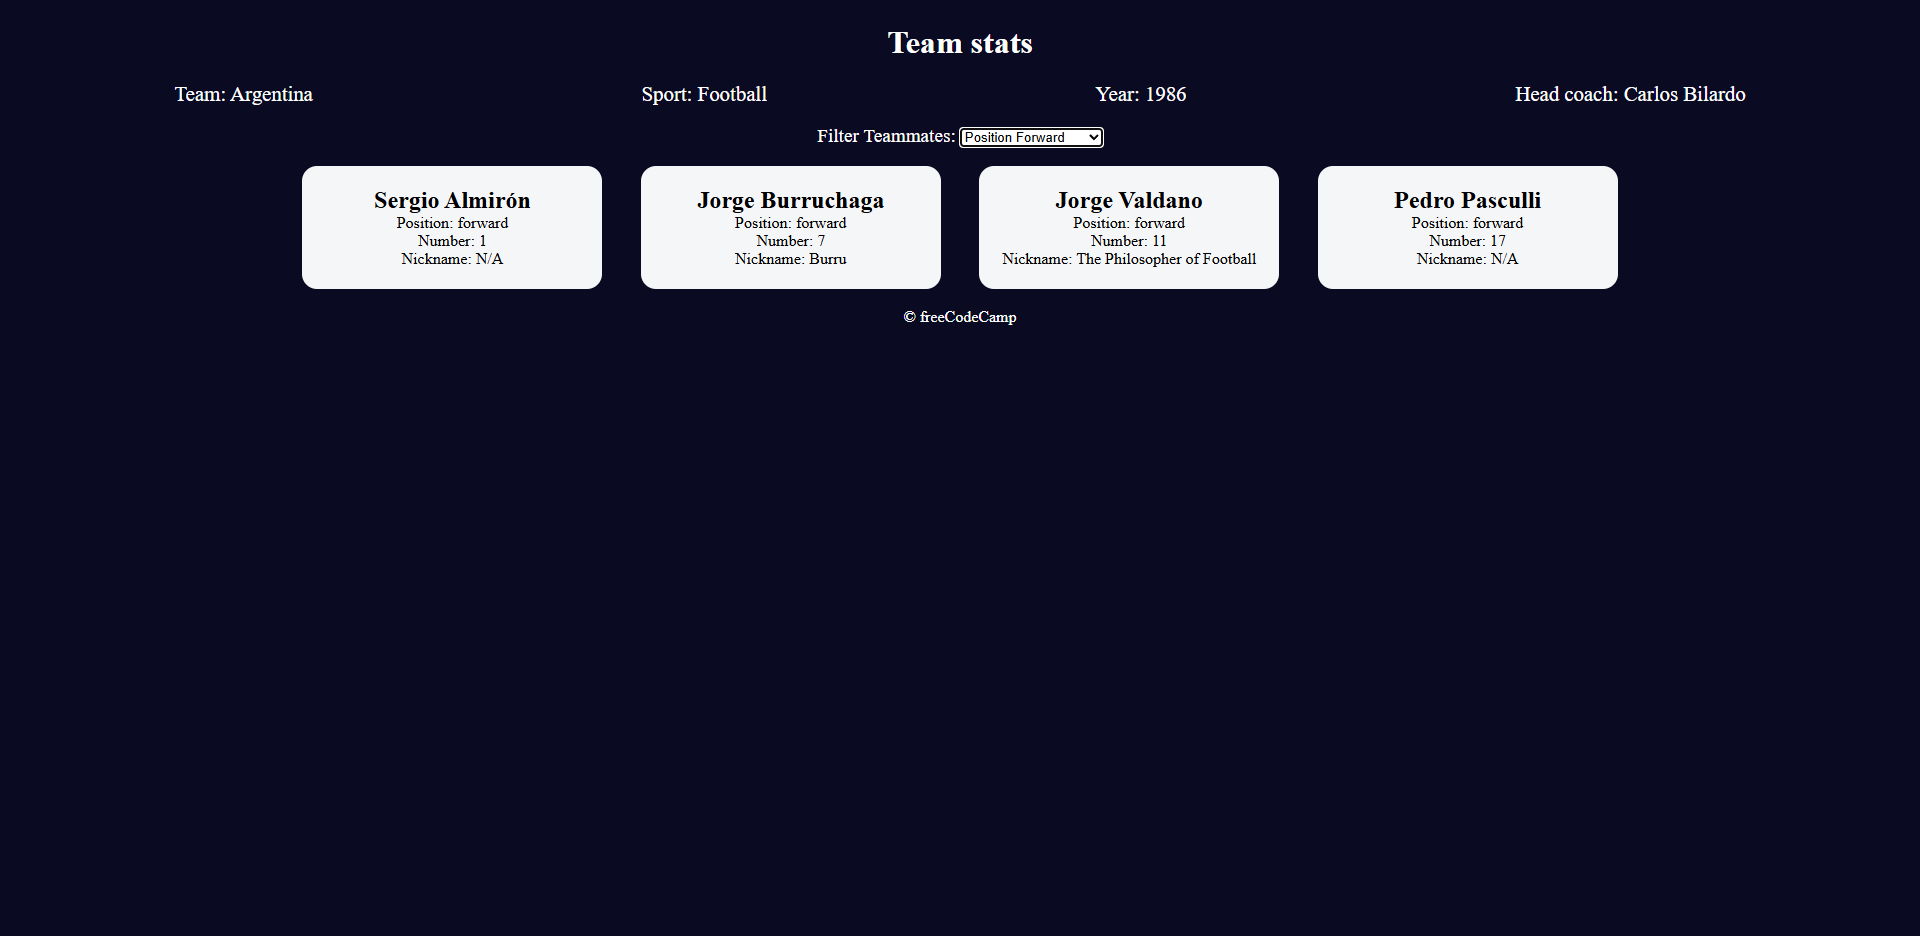 Team stats
Team: Argentina
Sport: Football
Year: 1986
Head coach: Carlos Bilardo
Filter Teammates: Position Forward
Sergio Almirón
Position: forward
Number: 1
Nickname: N/A
Jorge Burruchaga
Position: forward
Number: 7
Nickname: Burru
Jorge Valdano
Position: forward
Number: 11
Nickname: The Philosopher of Football
Pedro Pasculli
Position: forward
Number: 17
Nickname: N/A
© freeCodeCamp